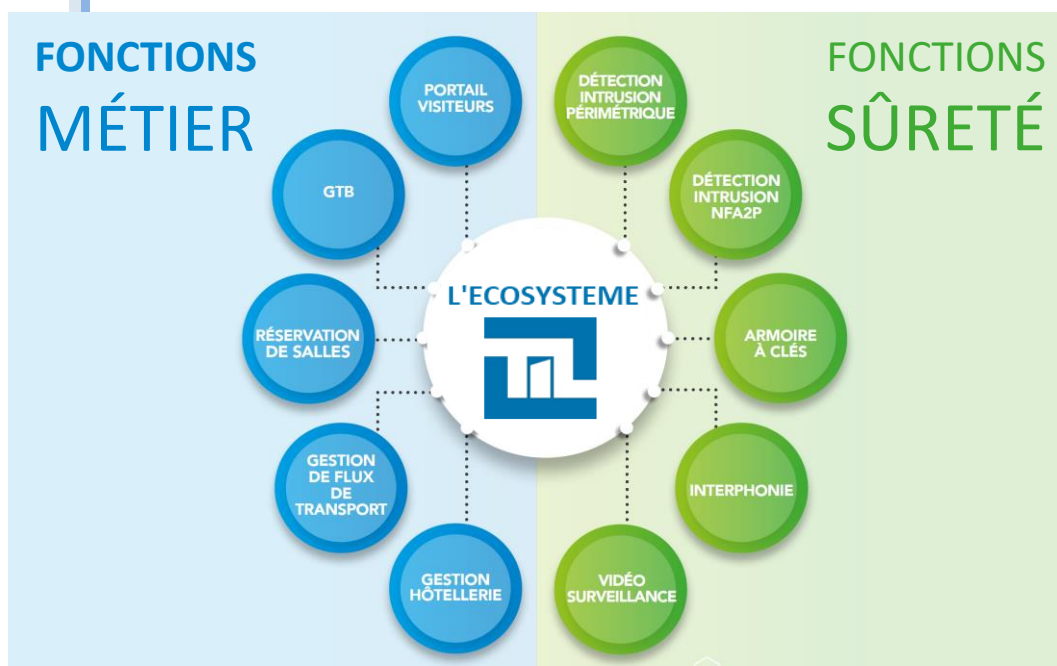 FONCTIONS
MÉTIER
FONCTIONS
SÛRETÉ
PORTAIL
VISITEURS
GTB
RÉSERVATION
DE SALLES
GESTION
DE FLUX
DE
TRANSPORT
GESTION
HÔTELLERIE
L'ECOSYSTEME
DÉTECTION
INTRUSION
PÉRIMÉTRIQUE
DÉTECTION
INTRUSION
NFA2P
ARMOIRE
À CLÉS
INTERPHONIE
VIDÉO
SURVEILLANCE